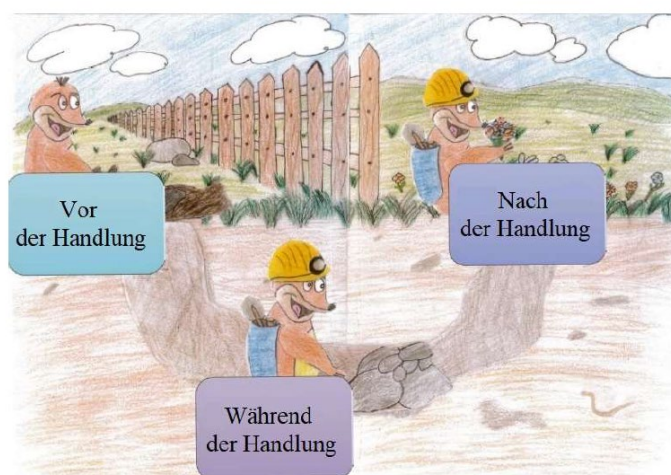 Vor
der Handlung
Nach
der Handlung
Während
der Handlung